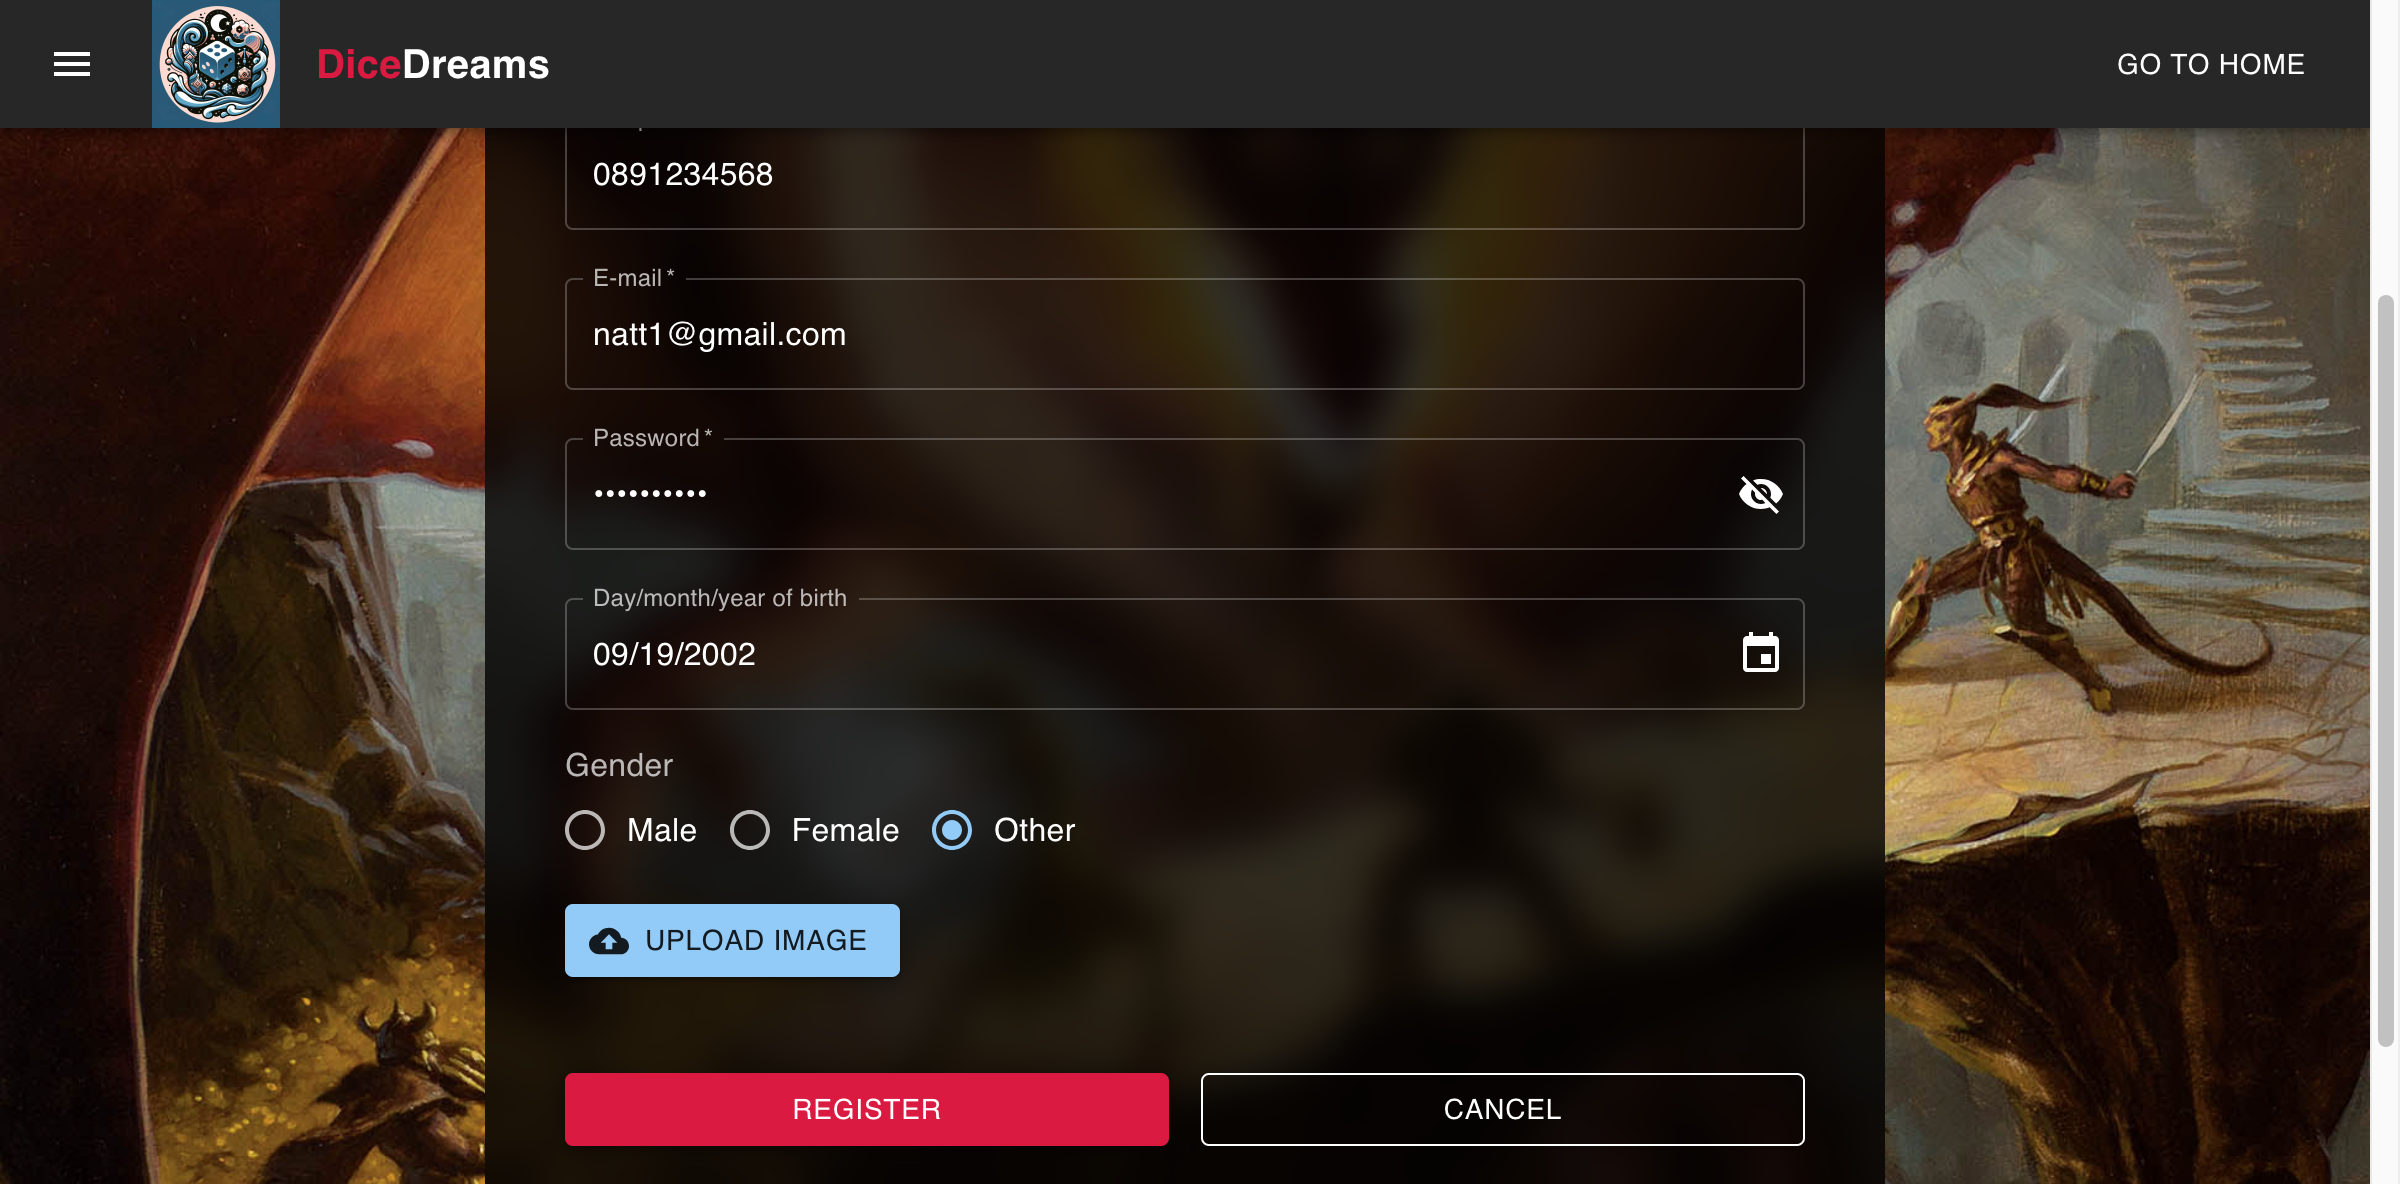 DiceDreams
GO TO HOME
0891234568
E-mail *
natt1@gmail.com
Password *
••••••••••
Day/month/year of birth
09/19/2002
Gender
Male Female Other
UPLOAD IMAGE
REGISTER CANCEL